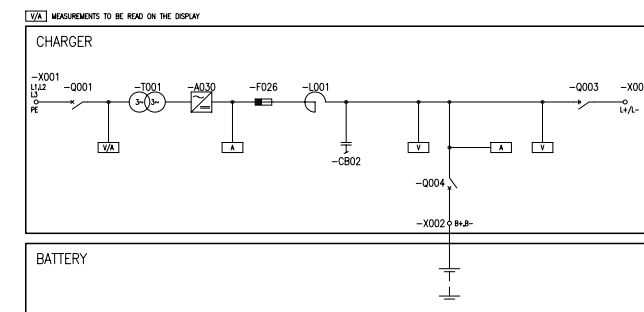 V/A MEASUREMENTS TO BE READ ON THE DISPLAY
CHARGER
-X001
L1,L2
L3
PE
-Q001
-T001
3~ 3~
-A030
-F026
-L001
-Q003
-X00
L+/L-
V/A
A
-CB02
V
A
V
-Q004
-X002 B+,B-
BATTERY